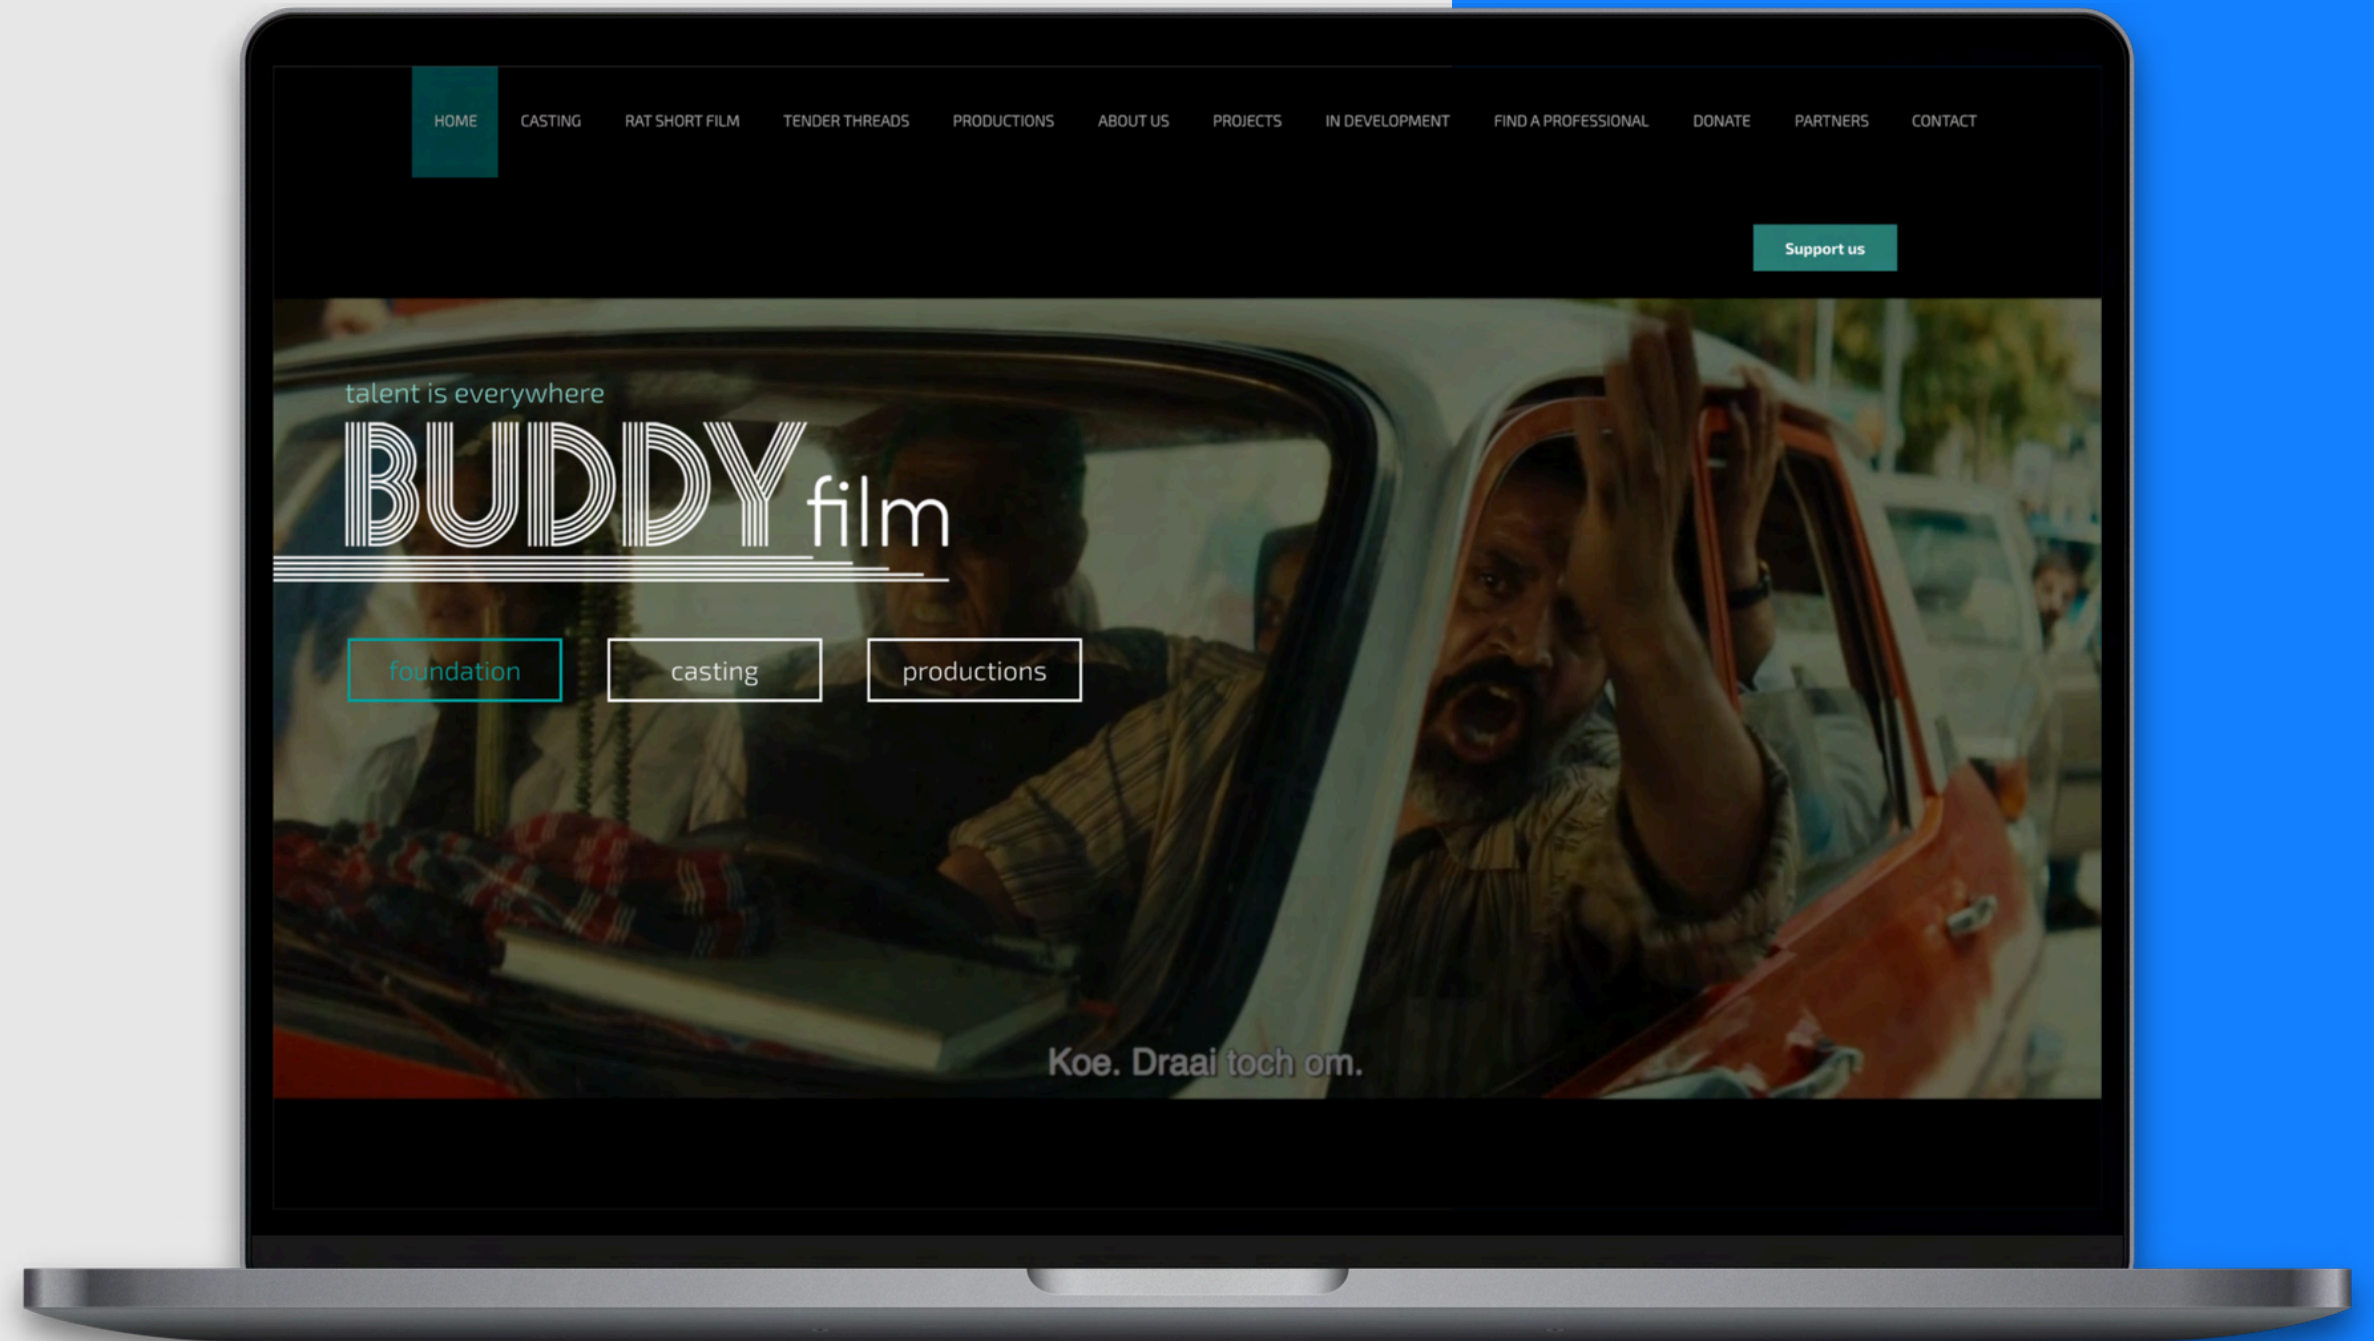 HOME CASTING RAT SHORT FILM TENDER THREADS PRODUCTIONS ABOUT US PROJECTS IN DEVELOPMENT FIND A PROFESSIONAL DONATE PARTNERS CONTACT
Support us
talent is everywhere
BUDDY film
foundation casting productions
Koe. Draai toch om.